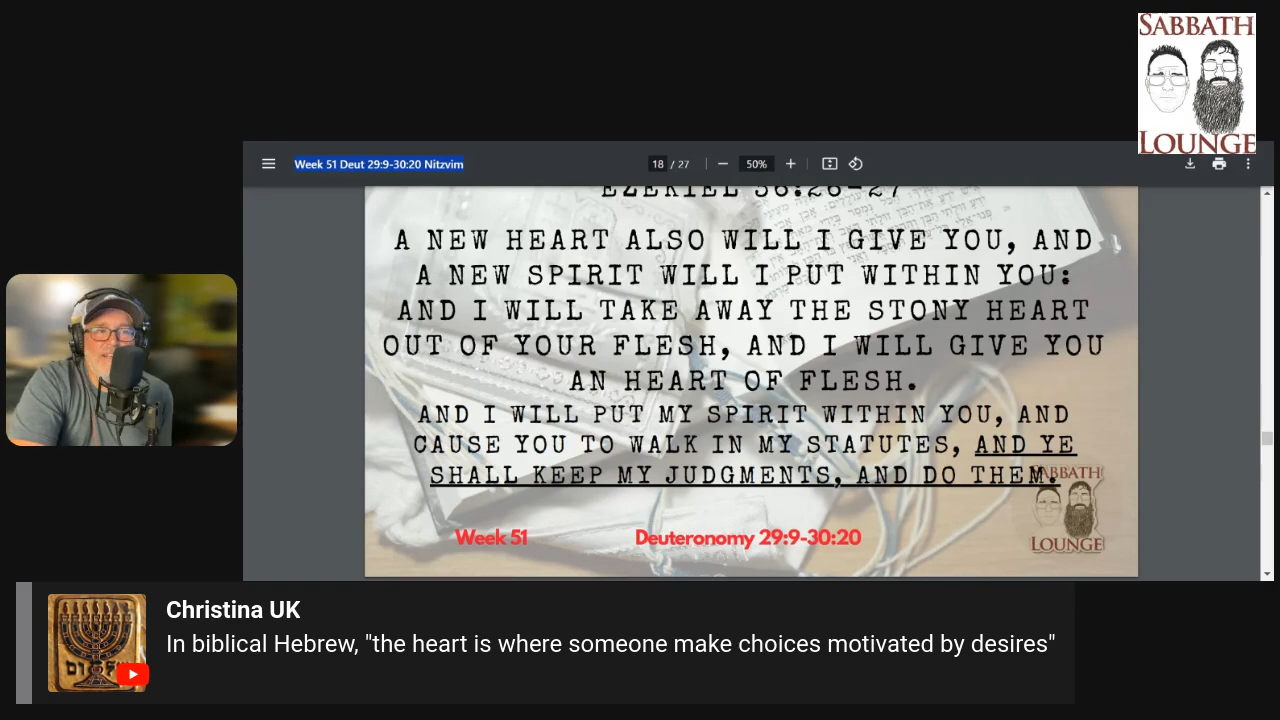 SABBATH
LOUNGE
Week 51 Deut 29:9-30:20 Nitzvim
18 / 27
50%
EZEKIEL 36:26-27
A NEW HEART ALSO WILL I GIVE YOU, AND
A NEW SPIRIT WILL I PUT WITHIN YOU:
AND I WILL TAKE AWAY THE STONY HEART
OUT OF YOUR FLESH, AND I WILL GIVE YOU
AN HEART OF FLESH.
AND I WILL PUT MY SPIRIT WITHIN YOU, AND
CAUSE YOU TO WALK IN MY STATUTES, AND YE
SHALL KEEP MY JUDGMENTS, AND DO THEM.
SABBATH
LOUNGE
Week 51
Deuteronomy 29:9-30:20
Christina UK
In biblical Hebrew, "the heart is where someone make choices motivated by desires"